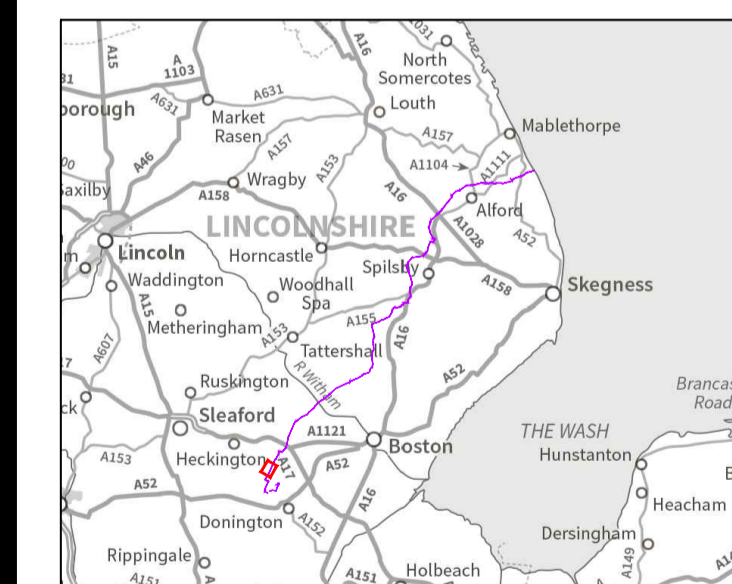 A15
A
1103
A16
1031
North
Somercotes
A631
A631
Louth
Market
Rasen
A157
A157
Mablethorpe
A46
A153
A1104
A1111
Wragby
A158
A16
Alford
LINCOLNSHIRE
A1028
A52
Lincoln
Horncastle
Spilsby
Waddington
Woodhall
Spa
A158
Skegness
A15
Metheringham
A155
A153
A16
A607
Tattershall
R Witham
A52
Ruskington
Sleaford
A1121
Boston
THE WASH
Heckington
A17
A52
Hunstanton
A153
A52
A16
Heacham
Donington
A152
Dersingham
Rippingale
A149
A151
A151
Holbeach